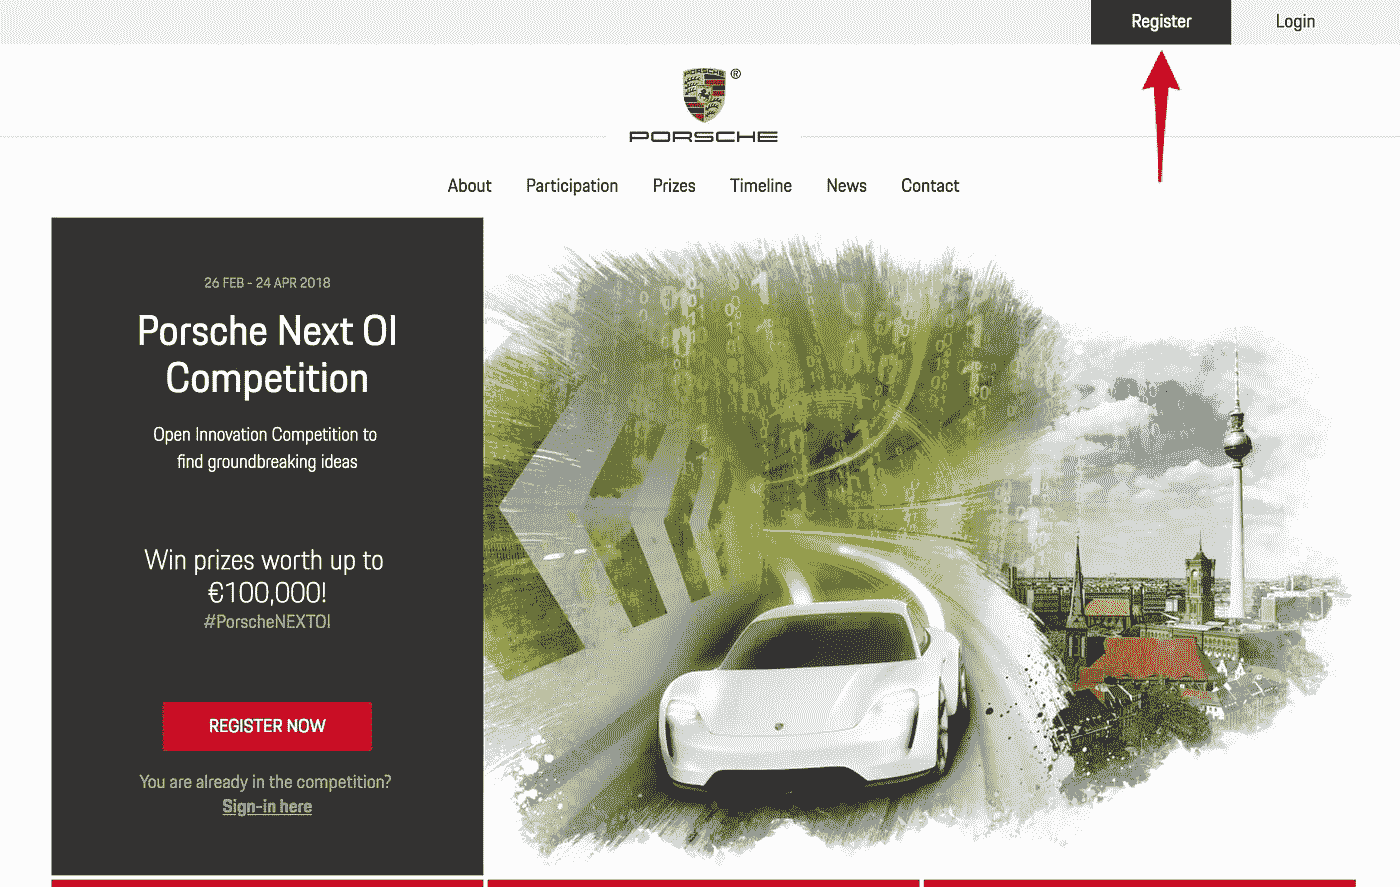 Register
Login
PORSCHE
®
PORSCHE
About
Participation
Prizes
Timeline
News
Contact
26 FEB - 24 APR 2018
Porsche Next OI
Competition
Open Innovation Competition to
find groundbreaking ideas
Win prizes worth up to
€100,000!
#PorscheNEXTOI
REGISTER NOW
You are already in the competition?
Sign-in here